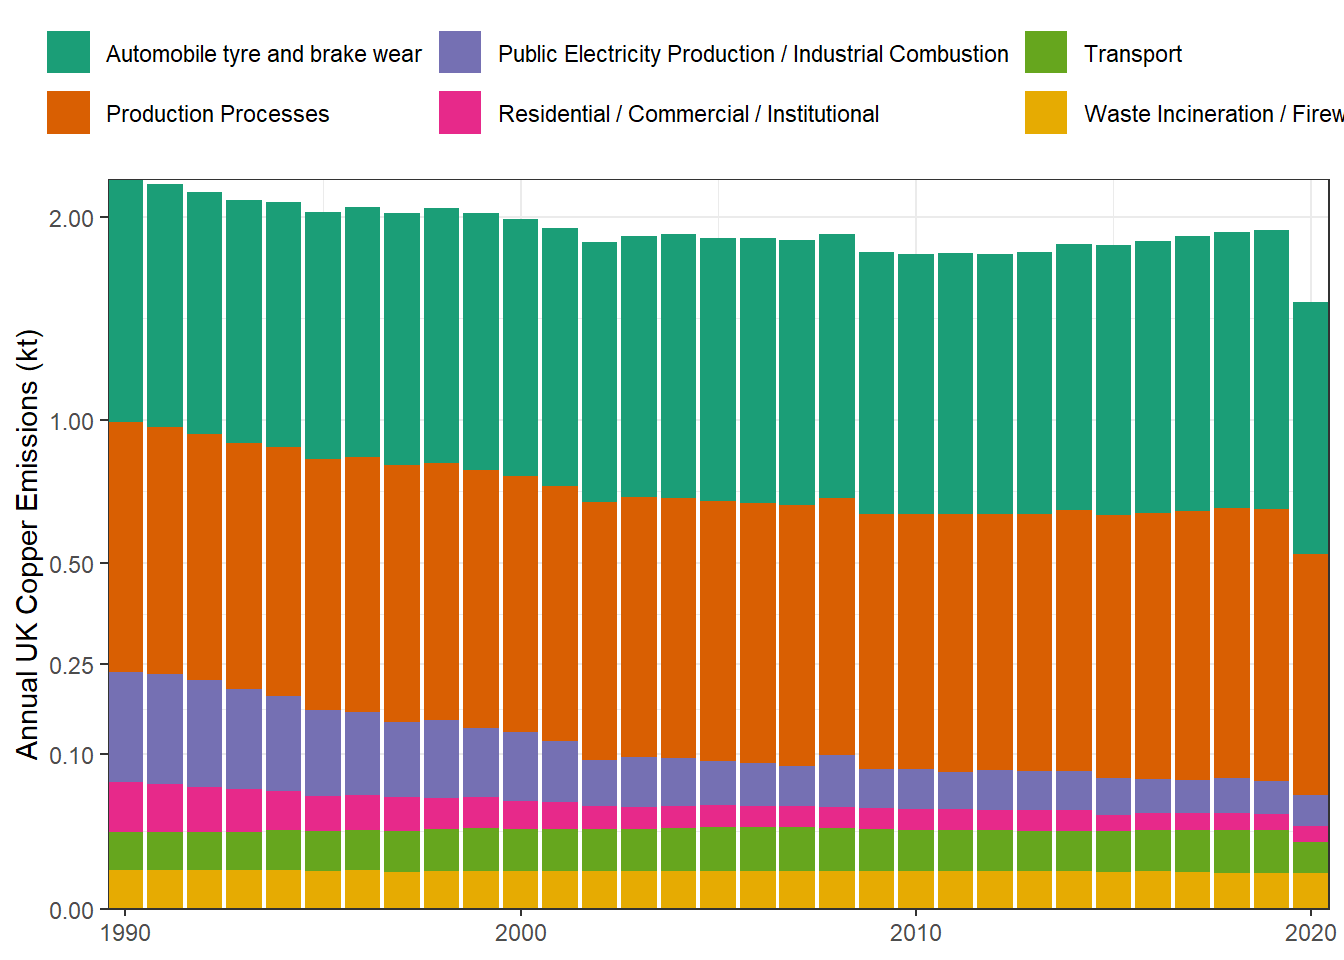 Automobile tyre and brake wear
Public Electricity Production / Industrial Combustion
Transport
Production Processes
Residential / Commercial / Institutional
Waste Incineration / Firew
Annual UK Copper Emissions (kt)
2.00
1.00
0.50
0.25
0.10
0.00
1990
2000
2010
2020